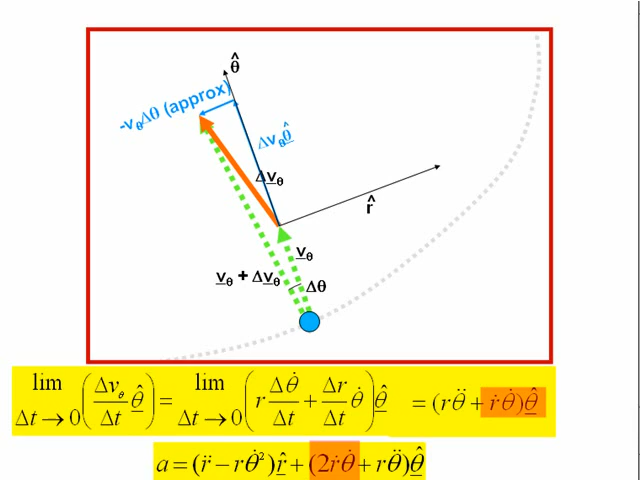 θ̂
-v_θΔθ (approx)
Δv_θ θ̂
Δv_θ
r̂
v_θ
v_θ + Δv_θ
Δθ
lim Δt→0 (Δv_θ/Δt θ̂) = lim Δt→0 (r Δθ̇/Δt + Δr/Δt θ̇) θ̂ = (rθ̈ + ṙθ̇)θ̂
a = (r̈ − rθ̇²)r̂ + (2ṙθ̇ + rθ̈)θ̂